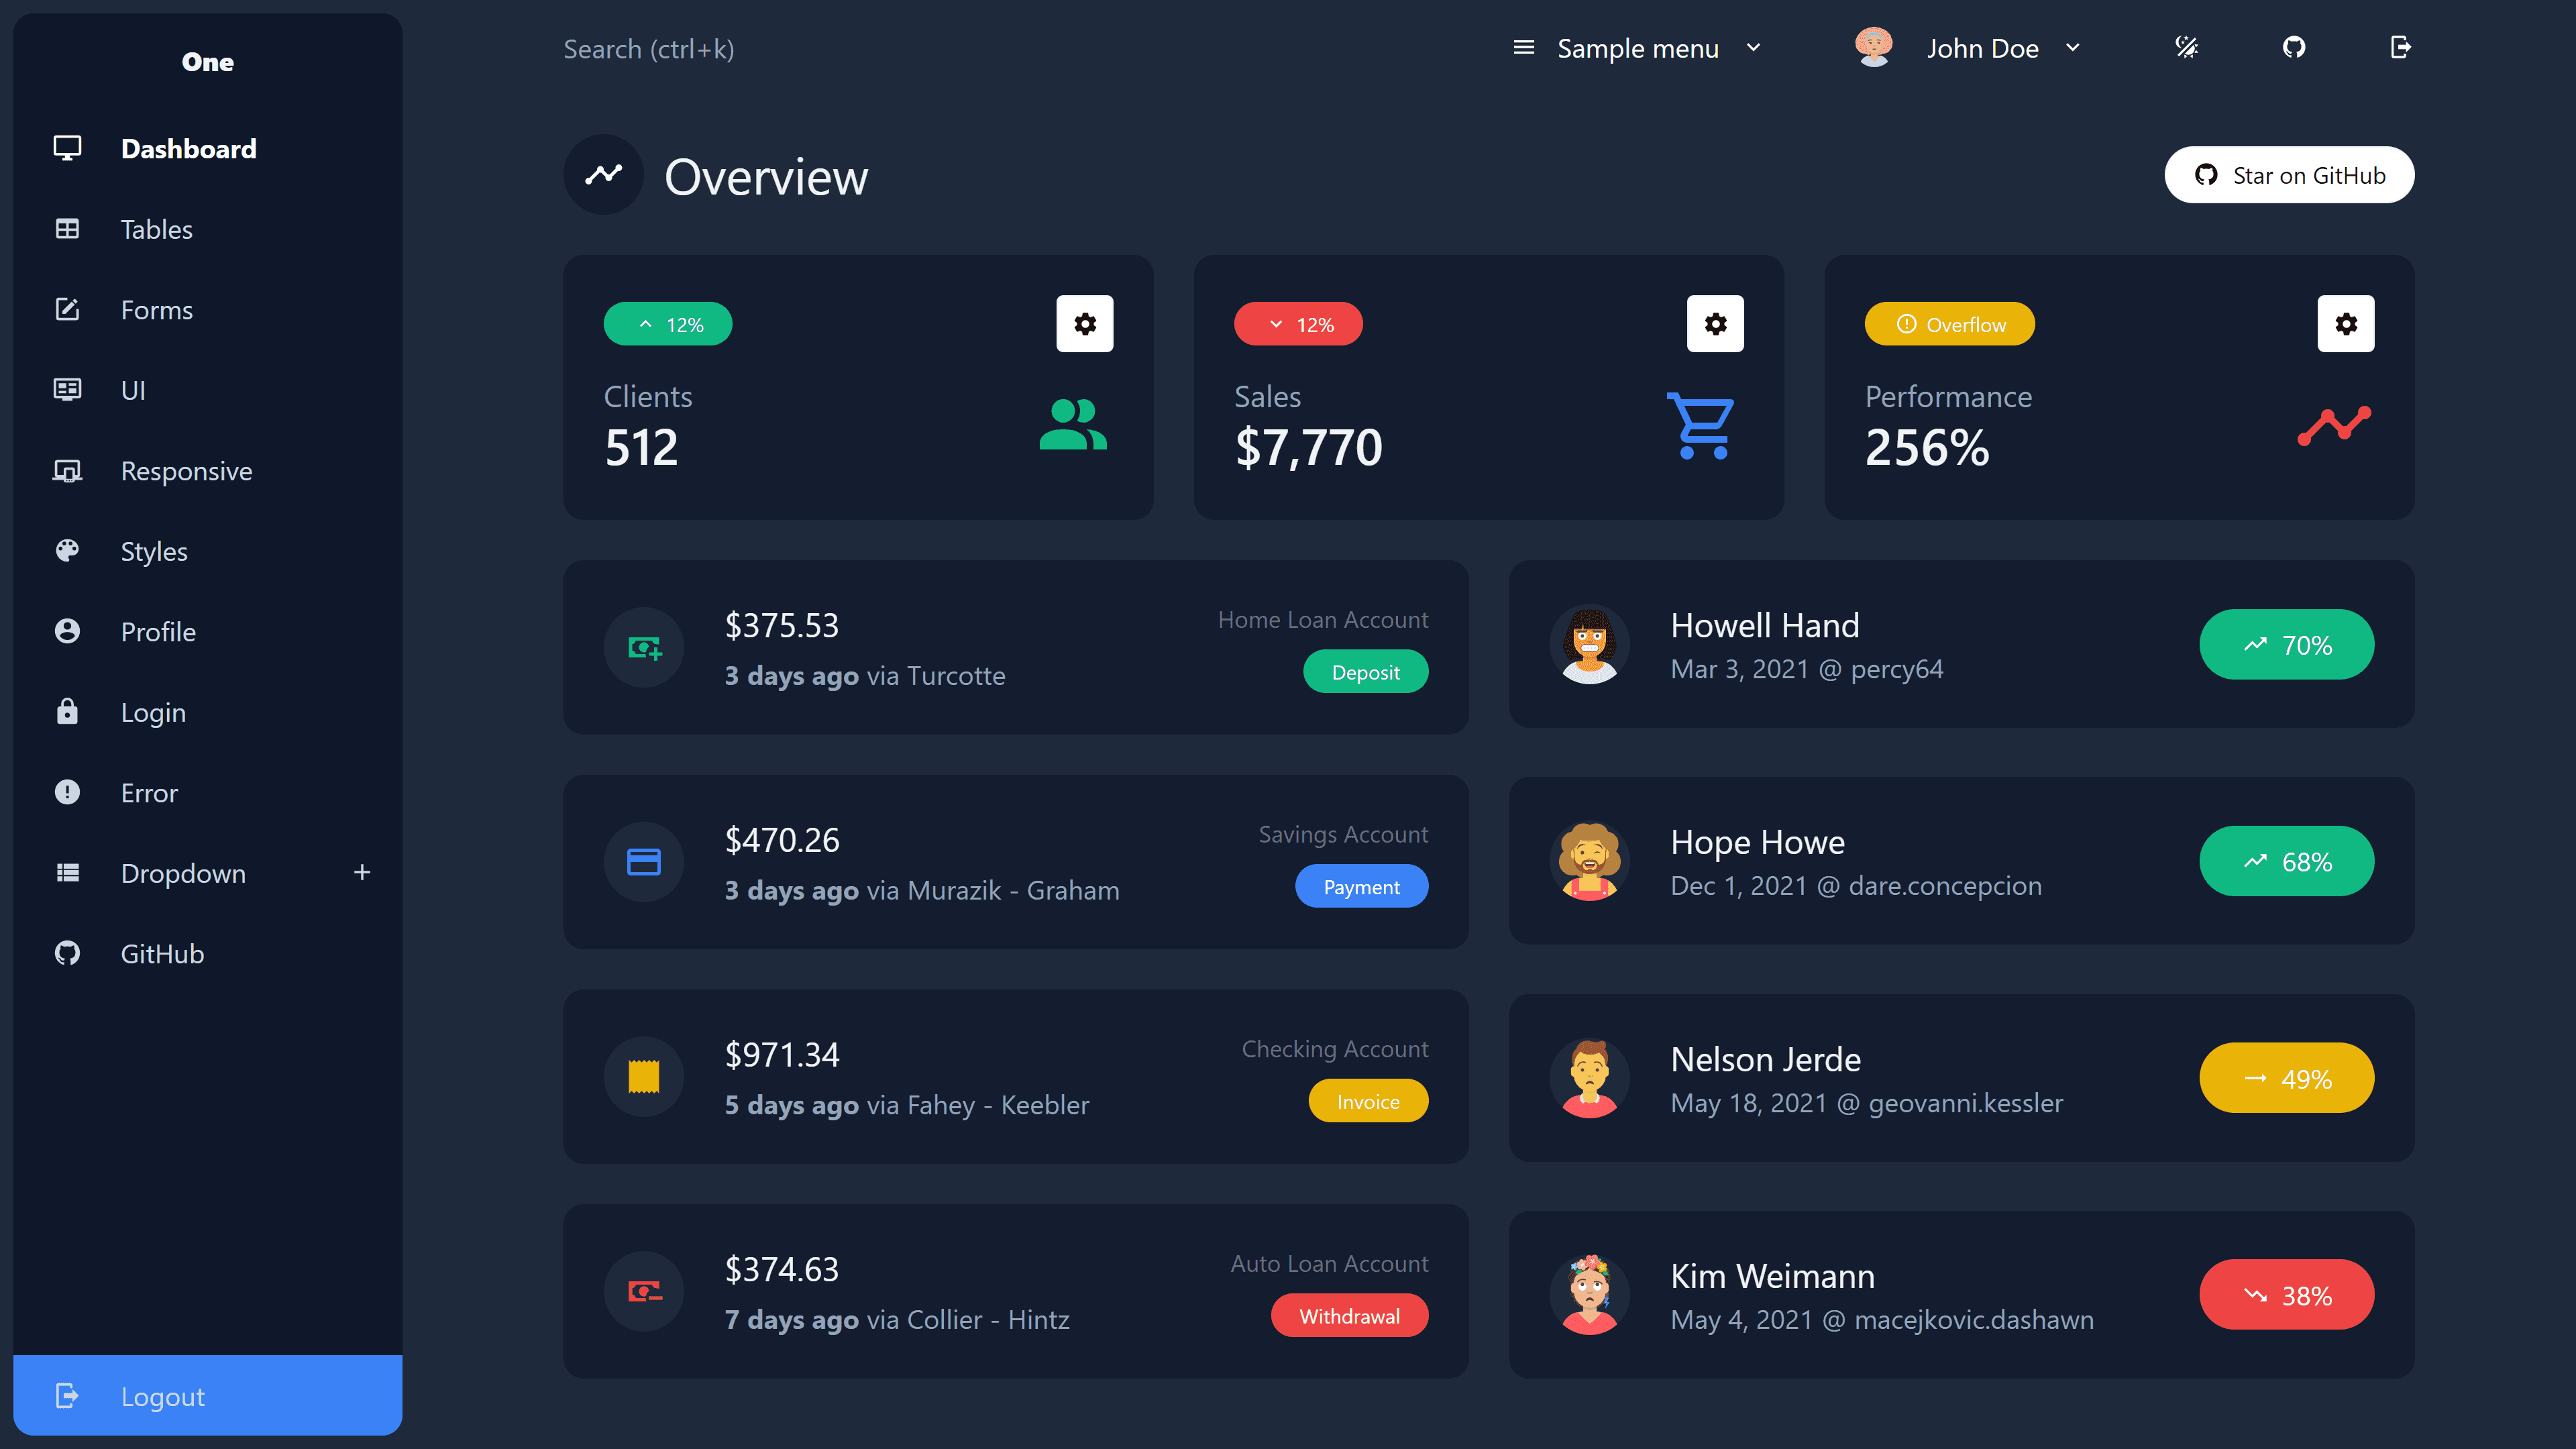 One
Dashboard
Tables
Forms
UI
Responsive
Styles
Profile
Login
Error
Dropdown
GitHub
Logout
Search (ctrl+k)
Sample menu
John Doe
Overview
Star on GitHub
12%
Clients
512
12%
Sales
$7,770
Overflow
Performance
256%
$375.53
3 days ago via Turcotte
Home Loan Account
Deposit
$470.26
3 days ago via Murazik - Graham
Savings Account
Payment
$971.34
5 days ago via Fahey - Keebler
Checking Account
Invoice
$374.63
7 days ago via Collier - Hintz
Auto Loan Account
Withdrawal
Howell Hand
Mar 3, 2021 @ percy64
70%
Hope Howe
Dec 1, 2021 @ dare.concepcion
68%
Nelson Jerde
May 18, 2021 @ geovanni.kessler
49%
Kim Weimann
May 4, 2021 @ macejkovic.dashawn
38%